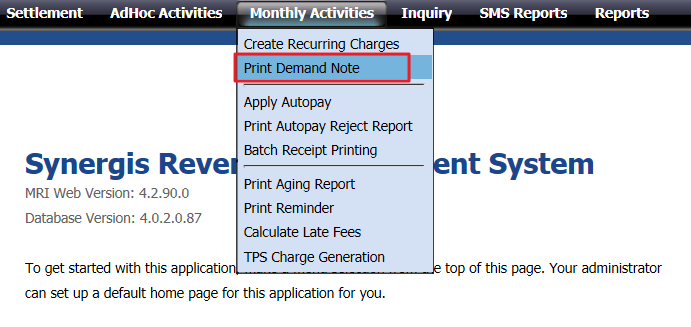 Settlement AdHoc Activities Monthly Activities Inquiry SMS Reports Reports
Create Recurring Charges
Print Demand Note
Apply Autopay
Print Autopay Reject Report
Batch Receipt Printing
Print Aging Report
Print Reminder
Calculate Late Fees
TPS Charge Generation
Synergis ent System
MRI Web Version: 4.2.90.0
Database Version: 4.0.2.0.87
To get started with this application, the top of this page. Your administrator
can set up a default home page for this application for you.